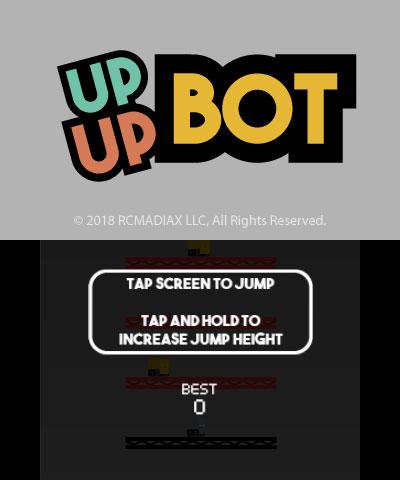 UP
UP
BOT
© 2018 RCMADIAX LLC, All Rights Reserved.
TAP SCREEN TO JUMP
TAP AND HOLD TO
INCREASE JUMP HEIGHT
BEST
0